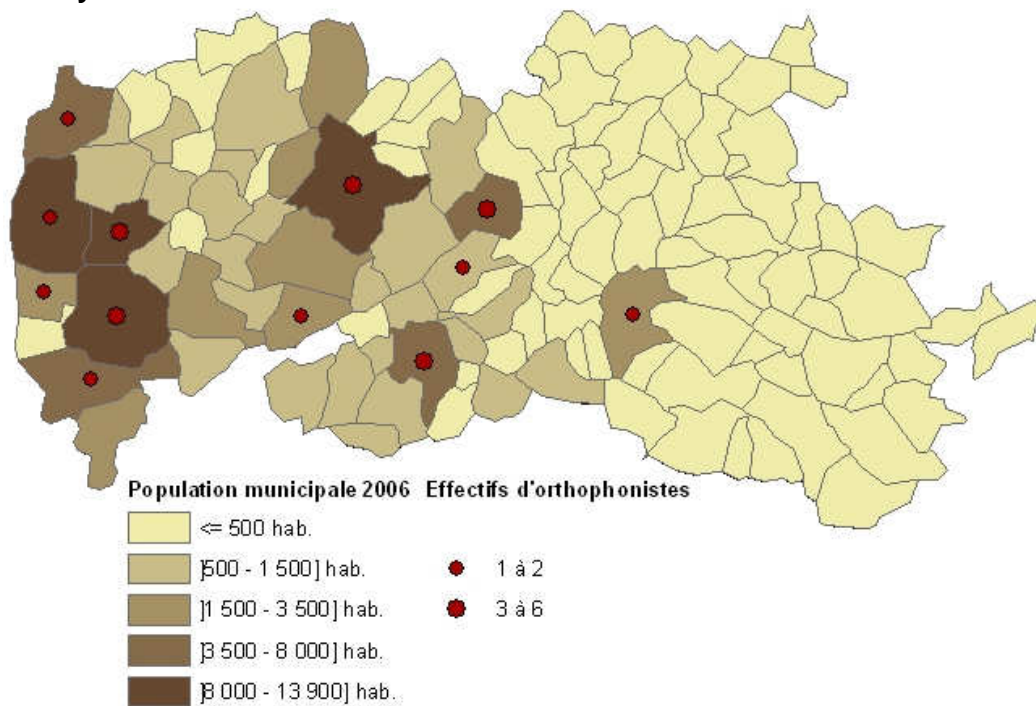 Population municipale 2006 Effectifs d'orthophonistes
<= 500 hab.
]500 - 1 500] hab. 1 à 2
]1 500 - 3 500] hab. 3 à 6
]3 500 - 8 000] hab.
]8 000 - 13 900] hab.